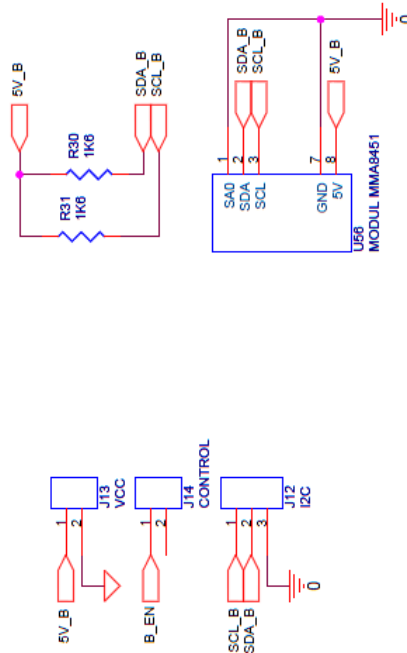 5V_B
R30
1K6
R31
1K6
SDA_B
SCL_B
1
2
3
7
8
SA0
SDA
SCL
GND
5V
SDA_B
SCL_B
5V_B
0
U56
MODUL MMA8451
5V_B
1
2
J13
VCC
B_EN
1
2
J14
CONTROL
SCL_B
SDA_B
1
2
3
J12
I2C
0